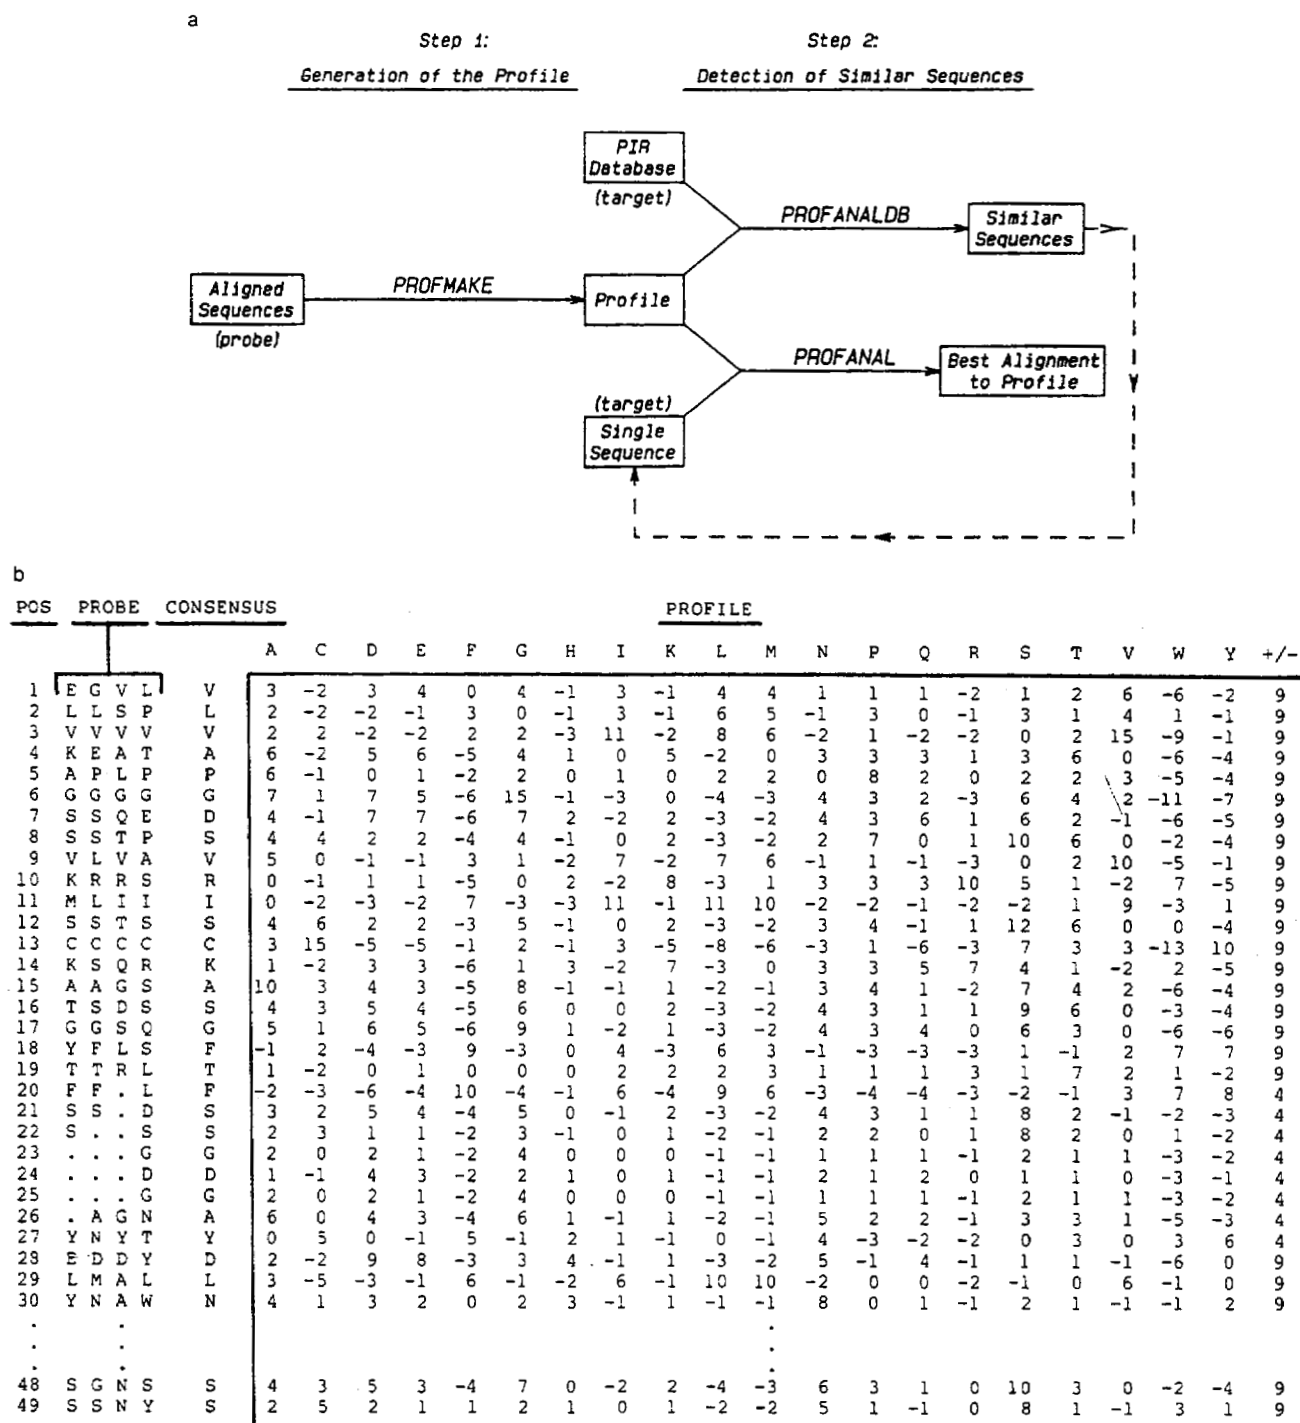 a
Step 1:
Generation of the Profile
Step 2:
Detection of Similar Sequences
PIR
Database
(target)
PROFANALDB
Similar
Sequences
Aligned
Sequences
(probe)
PROFMAKE
Profile
PROFANAL
Best Alignment
to Profile
(target)
Single
Sequence
b
POS PROBE CONSENSUS PROFILE
A C D E F G H I K L M N P Q R S T V W Y +/-
1 E G V L V 3 -2 3 4 0 4 -1 3 -1 4 4 1 1 1 -2 1 2 6 -6 -2 9
2 L L S P L 2 -2 -2 -1 3 0 -1 3 -1 6 5 -1 3 0 -1 3 1 4 1 -1 9
3 V V V V V 2 2 -2 -2 2 2 -3 11 -2 8 6 -2 1 -2 -2 0 2 15 -9 -1 9
4 K E A T A 6 -2 5 6 -5 4 1 0 5 -2 0 3 3 3 1 3 6 0 -6 -4 9
5 A P L P P 6 -1 0 1 -2 2 0 1 0 2 2 0 8 2 0 2 2 3 -5 -4 9
6 G G G G G 7 1 7 5 -6 15 -1 -3 0 -4 -3 4 3 2 -3 6 4 2 -11 -7 9
7 S S Q E D 4 -1 7 7 -6 7 2 -2 2 -3 -2 4 3 6 1 6 2 -1 -6 -5 9
8 S S T P S 4 4 2 2 -4 4 -1 0 2 -3 -2 2 7 0 1 10 6 0 -2 -4 9
9 V L V A V 5 0 -1 -1 3 1 -2 7 -2 7 6 -1 1 -1 -3 0 2 10 -5 -1 9
10 K R R S R 0 -1 1 1 -5 0 2 -2 8 -3 1 3 3 3 10 5 1 -2 7 -5 9
11 M L I I I 0 -2 -3 -2 7 -3 -3 11 -1 11 10 -2 -2 -1 -2 -2 1 9 -3 1 9
12 S S T S S 4 6 2 2 -3 5 -1 0 2 -3 -2 3 4 -1 1 12 6 0 0 -4 9
13 C C C C C 3 15 -5 -5 -1 2 -1 3 -5 -8 -6 -3 1 -6 -3 7 3 3 -13 10 9
14 K S Q R K 1 -2 3 3 -6 1 3 -2 7 -3 0 3 3 5 7 4 1 -2 2 -5 9
15 A A G S A 10 3 4 3 -5 8 -1 -1 1 -2 -1 3 4 1 -2 7 4 2 -6 -4 9
16 T S D S S 4 3 5 4 -5 6 0 0 2 -3 -2 4 3 1 1 9 6 0 -3 -4 9
17 G G S Q G 5 1 6 5 -6 9 1 -2 1 -3 -2 4 3 4 0 6 3 0 -6 -6 9
18 Y F L S F -1 2 -4 -3 9 -3 0 4 -3 6 3 -1 -3 -3 -3 1 -1 2 7 7 9
19 T T R L T 1 -2 0 1 0 0 0 2 2 2 3 1 1 1 3 1 7 2 1 -2 9
20 F F . L F -2 -3 -6 -4 10 -4 -1 6 -4 9 6 -3 -4 -4 -3 -2 -1 3 7 8 4
21 S S . D S 3 2 5 4 -4 5 0 -1 2 -3 -2 4 3 1 1 8 2 -1 -2 -3 4
22 S . . S S 2 3 1 1 -2 3 -1 0 1 -2 -1 2 2 0 1 8 2 0 1 -2 4
23 . . . G G 2 0 2 1 -2 4 0 0 0 -1 -1 1 1 1 -1 2 1 1 -3 -2 4
24 . . . D D 1 -1 4 3 -2 2 1 0 1 -1 -1 2 1 2 0 1 1 0 -3 -1 4
25 . . . G G 2 0 2 1 -2 4 0 0 0 -1 -1 1 1 1 -1 2 1 1 -3 -2 4
26 . A G N A 6 0 4 3 -4 6 1 -1 1 -2 -1 5 2 2 -1 3 3 1 -5 -3 4
27 Y N Y T Y 0 5 0 -1 5 -1 2 1 -1 0 -1 4 -3 -2 -2 0 3 0 3 6 4
28 E D D Y D 2 -2 9 8 -3 3 4 -1 1 -3 -2 5 -1 4 -1 1 1 -1 -6 0 9
29 L M A L L 3 -5 -3 -1 6 -1 -2 6 -1 10 10 -2 0 0 -2 -1 0 6 -1 0 9
30 Y N A W N 4 1 3 2 0 2 3 -1 1 -1 -1 8 0 1 -1 2 1 -1 -1 2 9
. . .
. . .
. . .
48 S G N S S 4 3 5 3 -4 7 0 -2 2 -4 -3 6 3 1 0 10 3 0 -2 -4 9
49 S S N Y S 2 5 2 1 1 2 1 0 1 -2 -2 5 1 -1 0 8 1 -1 3 1 9